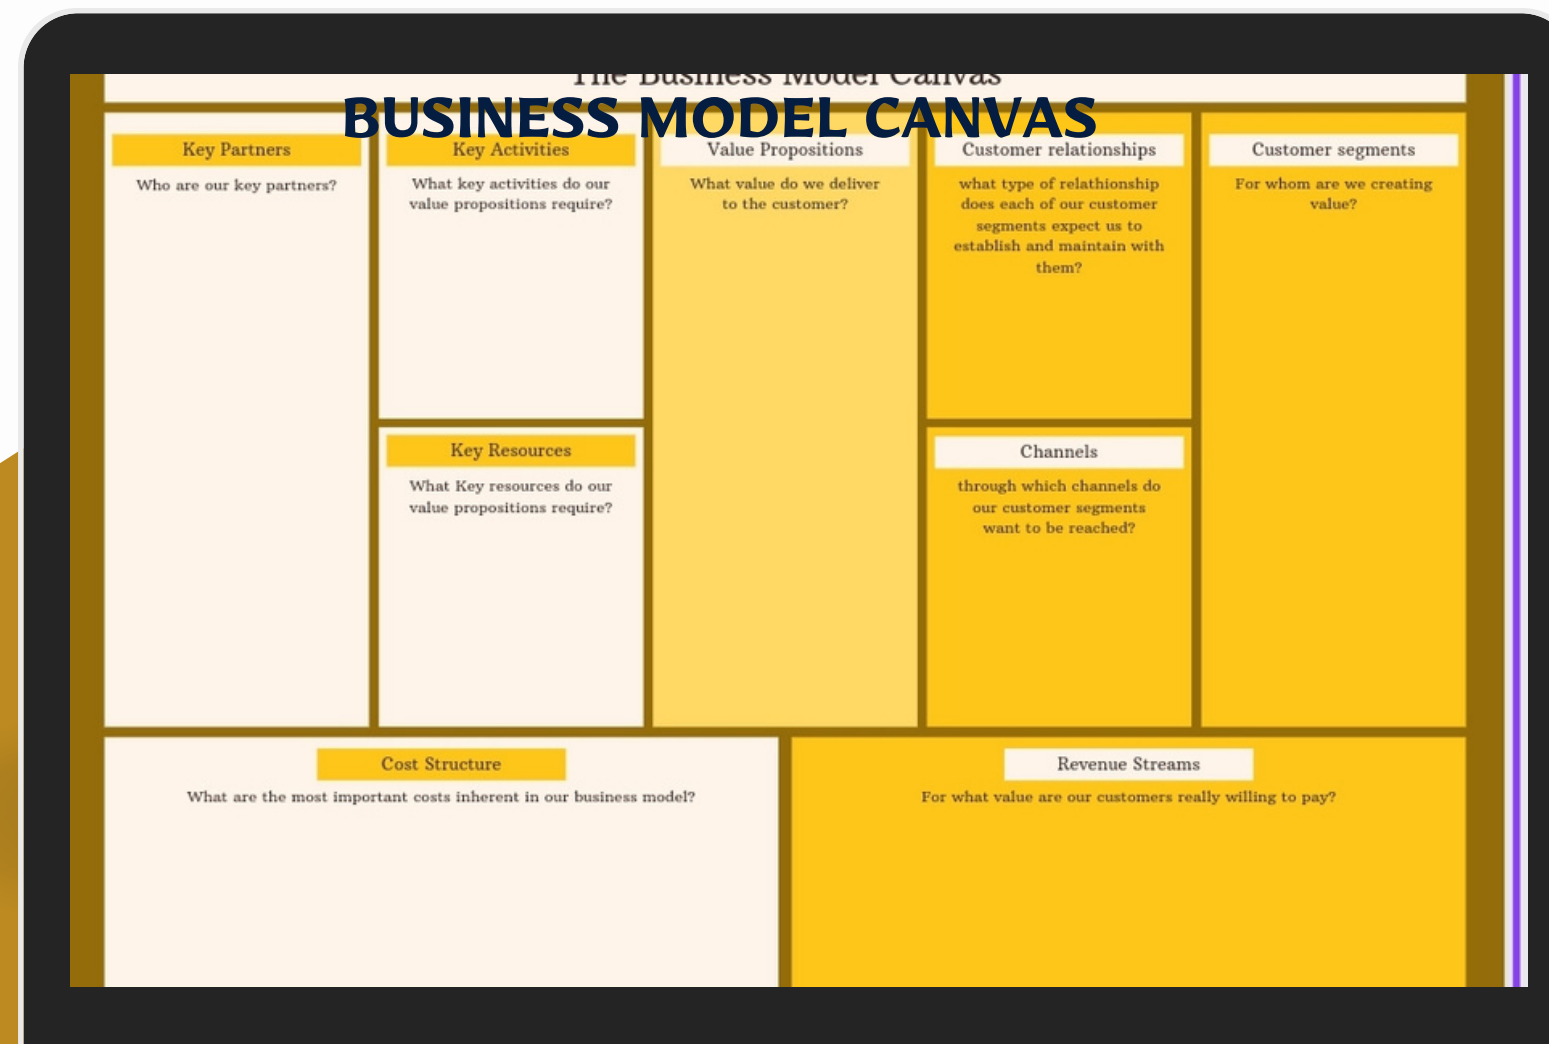 The Business Model Canvas
BUSINESS MODEL CANVAS
Key Partners
Who are our key partners?
Key Activities
What key activities do our
value propositions require?
Key Resources
What Key resources do our
value propositions require?
Value Propositions
What value do we deliver
to the customer?
Customer relationships
what type of relathionship
does each of our customer
segments expect us to
establish and maintain with
them?
Channels
through which channels do
our customer segments
want to be reached?
Customer segments
For whom are we creating
value?
Cost Structure
What are the most important costs inherent in our business model?
Revenue Streams
For what value are our customers really willing to pay?